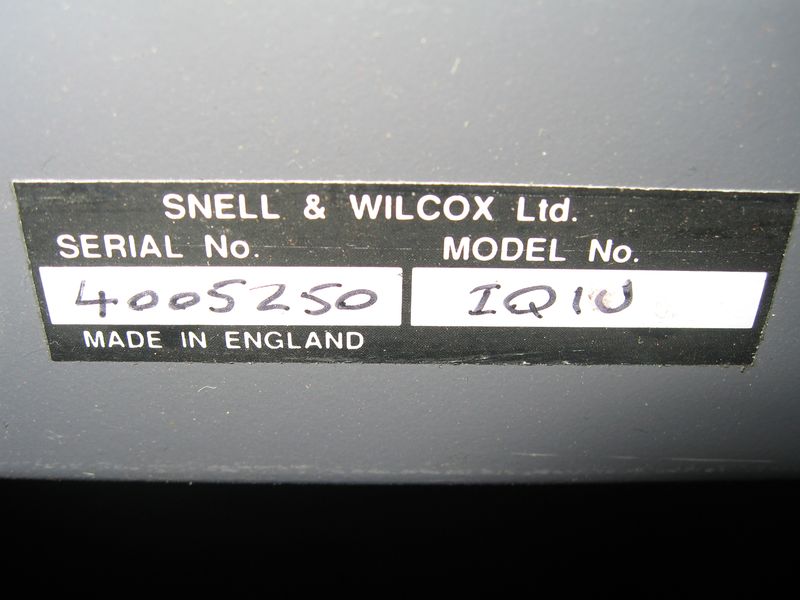 SNELL & WILCOX Ltd.
SERIAL No. MODEL No.
4005250 IQ1U
MADE IN ENGLAND